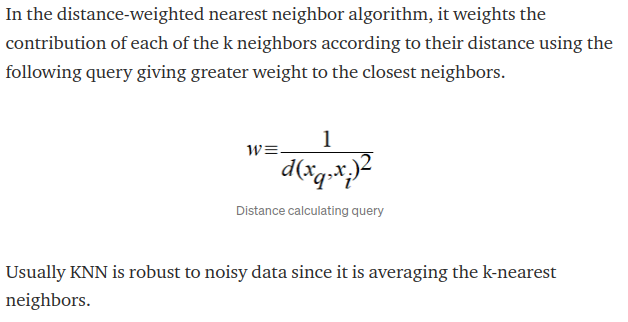 In the distance-weighted nearest neighbor algorithm, it weights the
contribution of each of the k neighbors according to their distance using the
following query giving greater weight to the closest neighbors.
w≡ 1 / d(x_q,x_i)²
Distance calculating query
Usually KNN is robust to noisy data since it is averaging the k-nearest
neighbors.